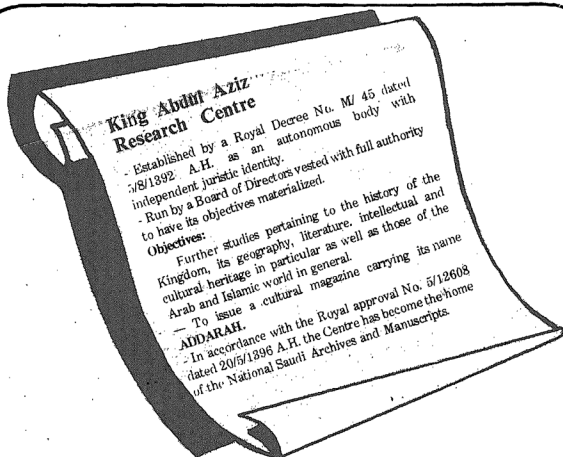 King Abdul Aziz
Research Centre
- Established by a Royal Decree No. M/ 45 dated
5/8/1392 A.H. as an autonomous body with
independent juristic identity.
- Run by a Board of Directors vested with full authority
to have its objectives materialized.
Objectives:
Further studies pertaining to the history of the
Kingdom, its geography, literature, intellectual and
cultural heritage in particular as well as those of the
Arab and Islamic world in general.
— To issue a cultural magazine carrying its name
ADDARAH.
- In accordance with the Royal approval No. 5/12608
dated 20/5/1396 A.H. the Centre has become the home
of the National Saudi Archives and Manuscripts.